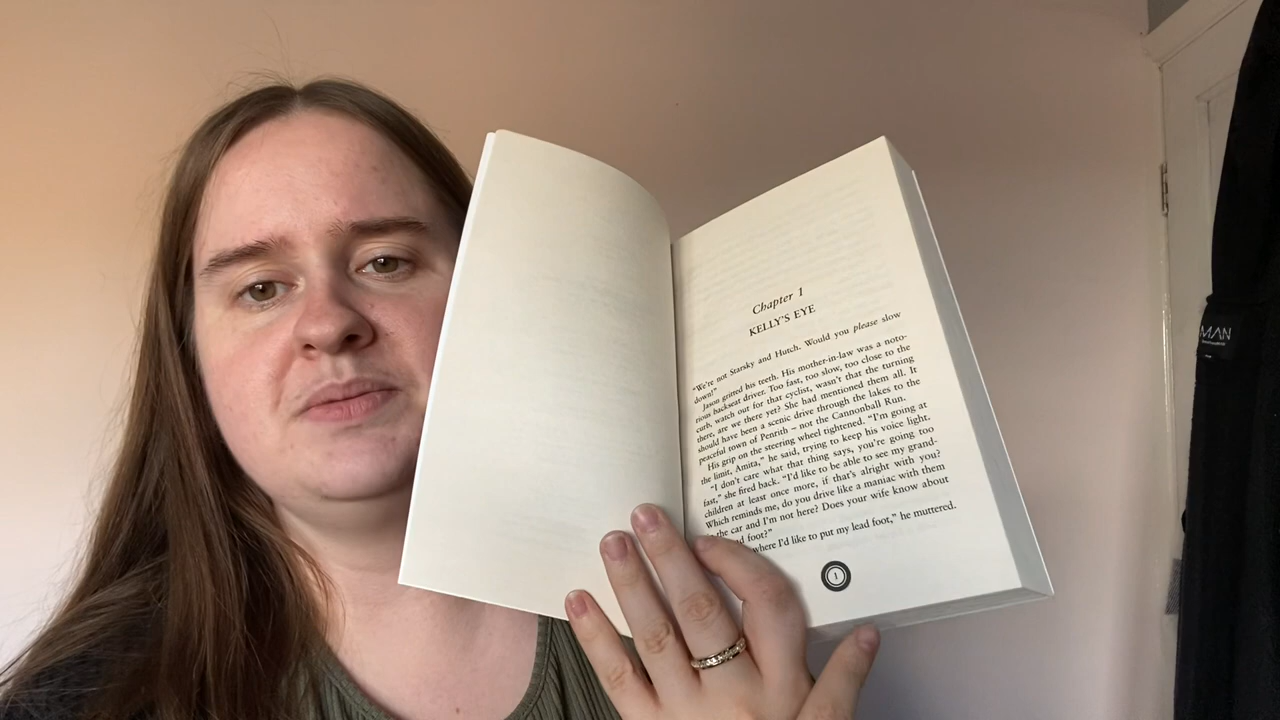 Chapter 1
KELLY'S EYE
“We're not Starsky and Hutch. Would you please slow
down!”
Jason gritted his teeth. His mother-in-law was a noto-
rious backseat driver. Too fast, too slow, too close to the
curb, watch out for that cyclist, wasn't that the turning
there, are we there yet? She had mentioned them all. It
should have been a scenic drive through the lakes to the
peaceful town of Penrith – not the Cannonball Run.
His grip on the steering wheel tightened. “I'm going at
the limit, Amita,” he said, trying to keep his voice light.
“I don't care what that thing says, you're going too
fast,” she fired back. “I'd like to be able to see my grand-
children at least once more, if that's alright with you?
Which reminds me, do you drive like a maniac with them
the car and I'm not here? Does your wife know about
foot?”
where I'd like to put my lead foot,” he muttered.
1
MAN